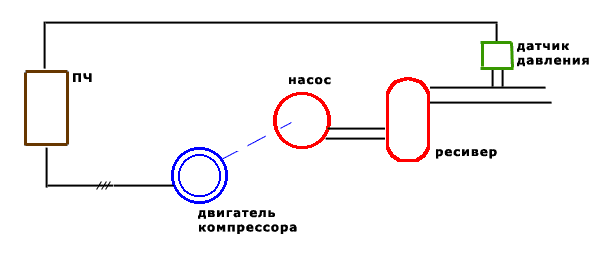 датчик
давления
ПЧ
насос
ресивер
двигатель
компрессора